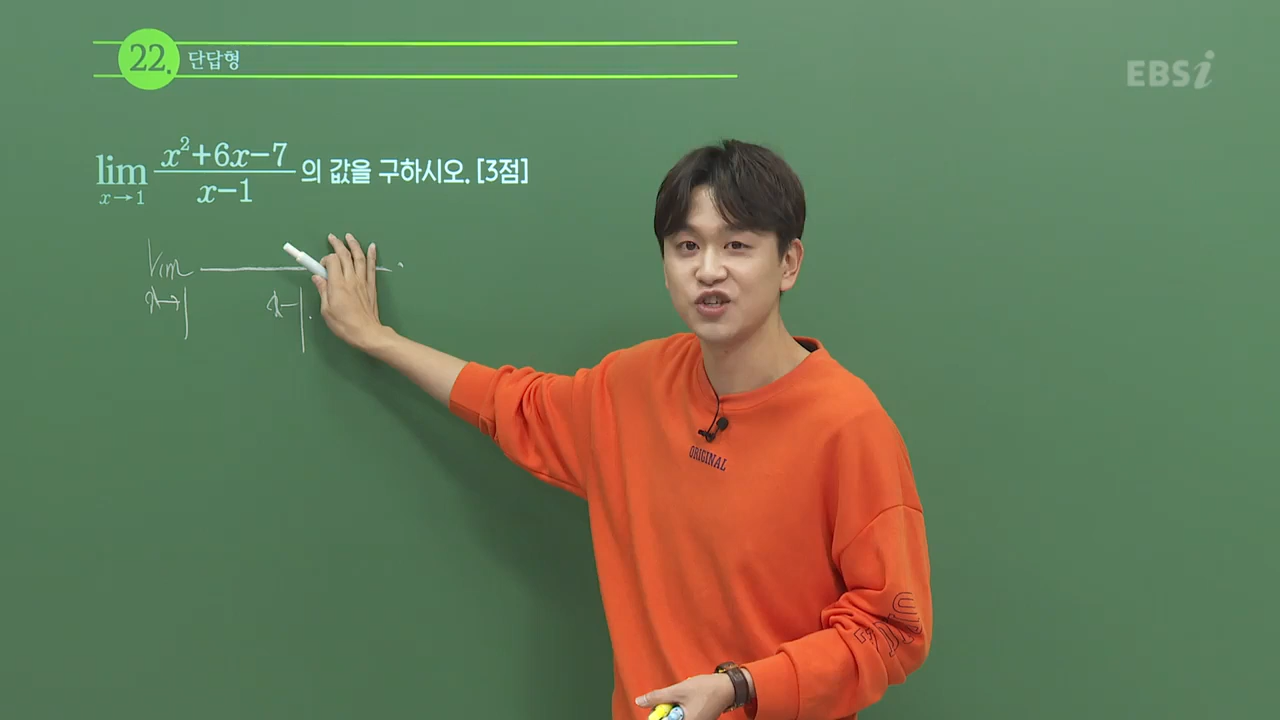 22. 단답형
EBSi
lim x→1 x²+6x−7 / x−1 의 값을 구하시오. [3점]
lim
x→1 x−1
ORIGINAL